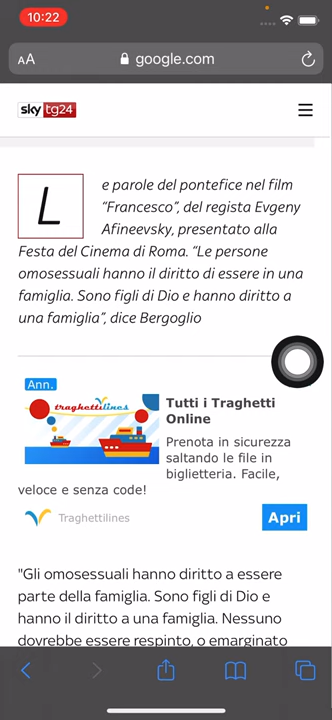 10:22
AA
google.com
sky tg24
Le parole del pontefice nel film
“Francesco”, del regista Evgeny
Afineevsky, presentato alla
Festa del Cinema di Roma. “Le persone
omosessuali hanno il diritto di essere in una
famiglia. Sono figli di Dio e hanno diritto a
una famiglia”, dice Bergoglio
Ann.
traghettilines
Tutti i Traghetti
Online
Prenota in sicurezza
saltando le file in
biglietteria. Facile,
veloce e senza code!
Traghettilines
Apri
"Gli omosessuali hanno diritto a essere
parte della famiglia. Sono figli di Dio e
hanno il diritto a una famiglia. Nessuno
dovrebbe essere respinto, o emarginato